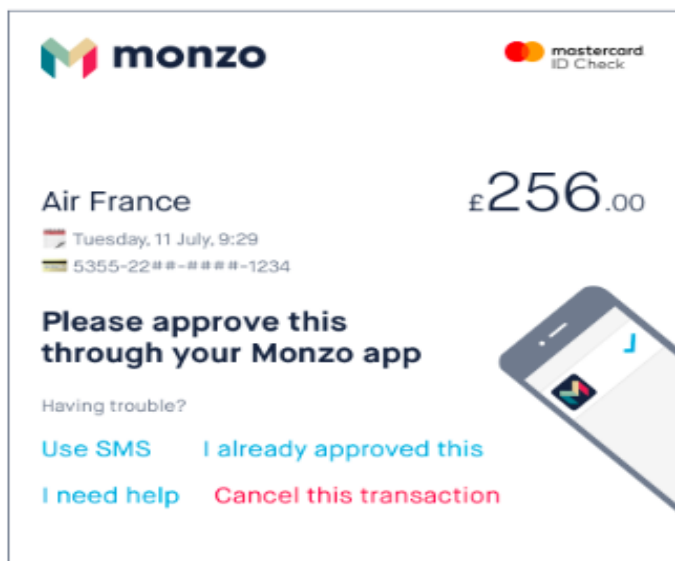 monzo
mastercard
ID Check
Air France
£256.00
Tuesday, 11 July, 9:29
5355-22##-####-1234
Please approve this
through your Monzo app
Having trouble?
Use SMS I already approved this
I need help Cancel this transaction